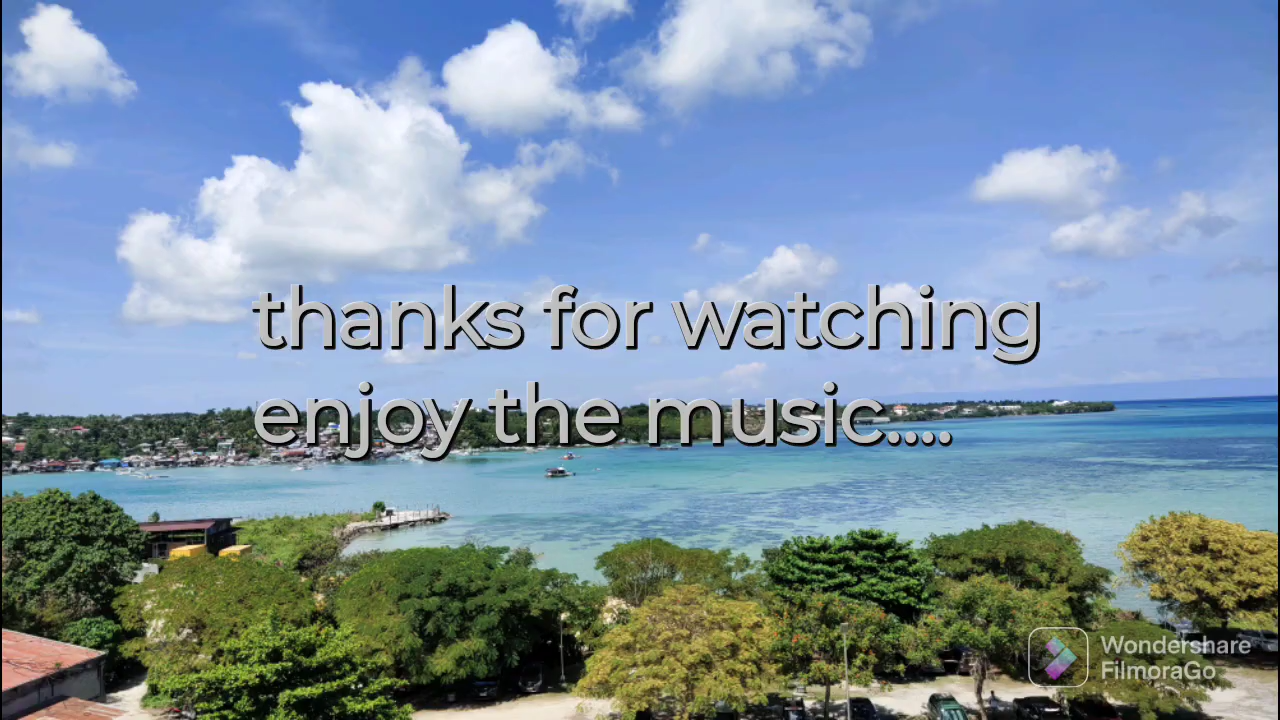 thanks for watching
enjoy the music....
Wondershare
FilmoraGo